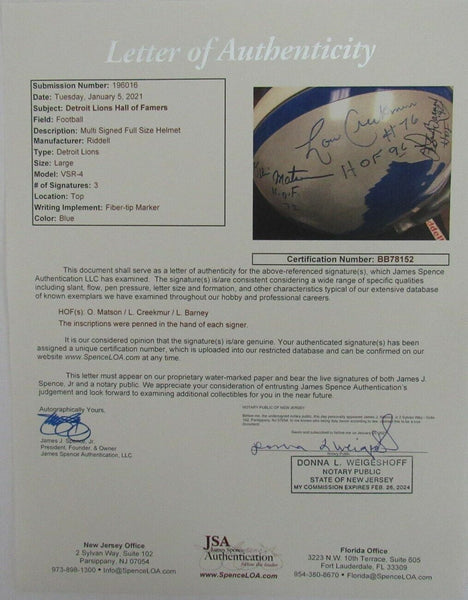 Letter of Authenticity
Submission Number: 196016
Date: Tuesday, January 5, 2021
Subject: Detroit Lions Hall of Famers
Field: Football
Description: Multi Signed Full Size Helmet
Manufacturer: Riddell
Type: Detroit Lions
Size: Large
Model: VSR-4
# of Signatures: 3
Location: Top
Writing Implement: Fiber-tip Marker
Color: Blue
Lou Creekmur
#76
HOF 96
Matson
H.O.F.
72
Certification Number: BB78152
This document shall serve as a letter of authenticity for the above-referenced signature(s), which James Spence
Authentication LLC has examined. The signature(s) is/are consistent considering a wide range of specific qualities
including slant, flow, pen pressure, letter size and formation, and other characteristics typical of our extensive database
of known exemplars we have examined throughout our hobby and professional careers.
HOF(s): O. Matson / L. Creekmur / L. Barney
The inscriptions were penned in the hand of each signer.
It is our considered opinion that the signature(s) is/are genuine. Your authenticated signature(s) has been
assigned a unique certification number, which is uploaded into our restricted database and can be confirmed on our
website www.SpenceLOA.com at any time.
This letter must appear on our proprietary water-marked paper and bear the live signatures of both James J.
Spence, Jr and a notary public. We appreciate your consideration of entrusting James Spence Authentication's
judgement and look forward to examining additional collectibles for you in the near future.
Autographically Yours,
James J. Spence, Jr.
President, Founder, & Owner
James Spence Authentication, LLC
NOTARY PUBLIC OF NEW JERSEY
Notary Public
DONNA L. WEIGESHOFF
NOTARY PUBLIC
STATE OF NEW JERSEY
MY COMMISSION EXPIRES FEB. 26, 2024
New Jersey Office
2 Sylvan Way, Suite 102
Parsippany, NJ 07054
973-898-1300 • Info@SpenceLOA.com
JSA
James Spence
Authentication
www.SpenceLOA.com
Florida Office
3223 N.W. 10th Terrace, Suite 605
Fort Lauderdale, FL 33309
954-380-8670 • Florida@SpenceLOA.com